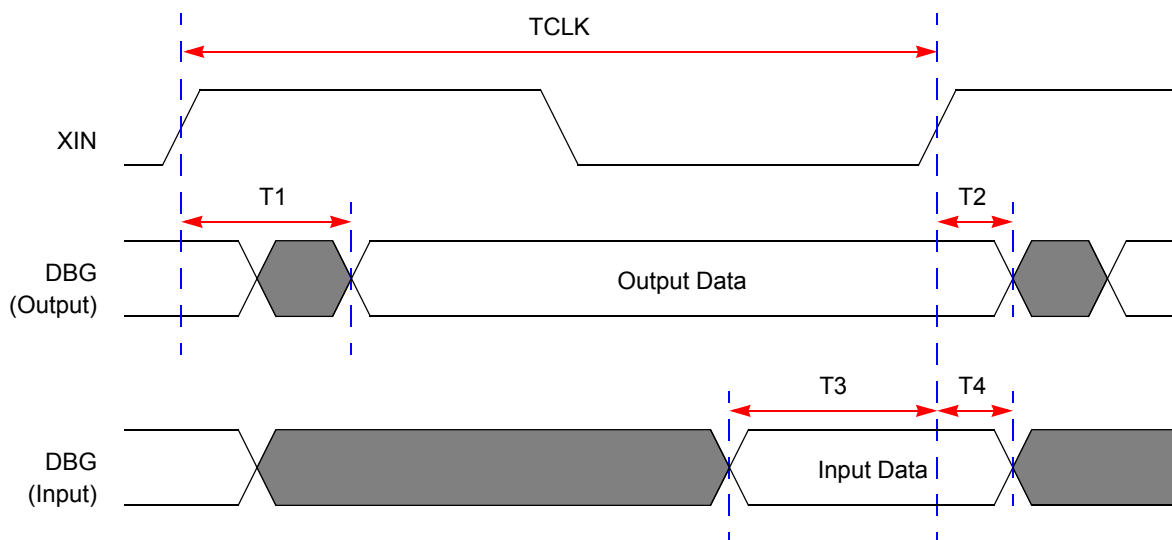 TCLK
XIN
T1
T2
DBG
(Output)
Output Data
T3
T4
DBG
(Input)
Input Data